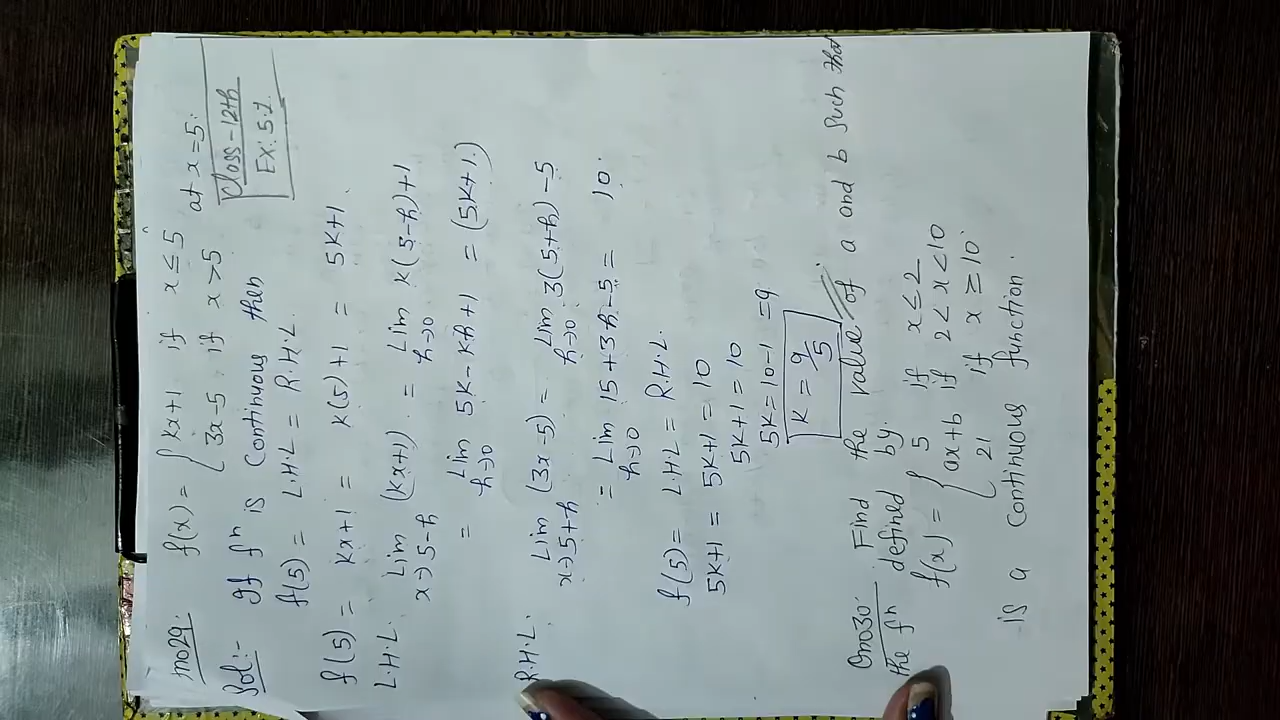 no29. f(x) = { kx+1 if x ≤ 5
3x-5 if x > 5 at x = 5.
Class-12th
Ex: 5.1
Sol:- If fⁿ is Continuous then
f(5) = L.H.L = R.H.L.
f(5) = kx+1 = k(5)+1 = 5k+1.
L.H.L. Lim x→5-h (kx+1) = Lim h→0 k(5-h)+1
= Lim h→0 5k-kh+1 = (5k+1.)
R.H.L. Lim x→5+h (3x-5) = Lim h→0 3(5+h)-5
= Lim h→0 15+3h-5 = 10.
f(5) = L.H.L = R.H.L.
5k+1 = 5k+1 = 10
5k+1 = 10
5k = 10-1 = 9
k = 9/5
Qno30. Find the value of a and b such that
the fⁿ defined by.
f(x) = { 5 if x ≤ 2
ax+b if 2 < x < 10
21 if x ≥ 10.
is a Continuous function.